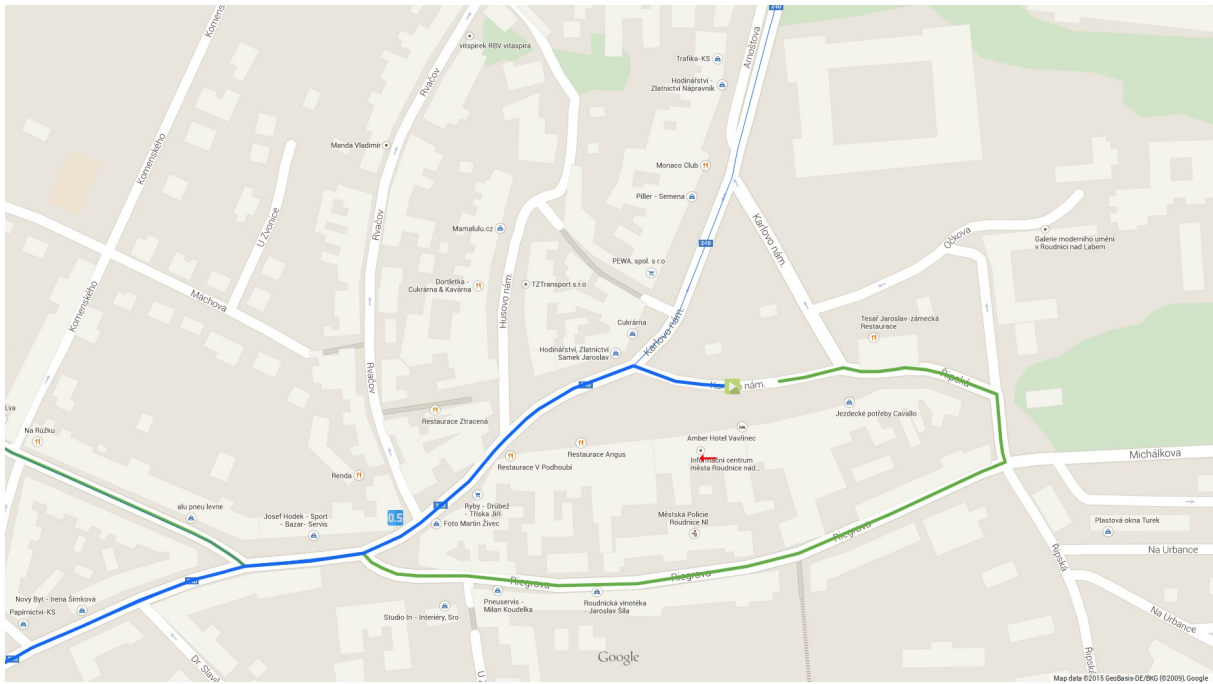 Komenského
240
vitspirek RBV vitaspira
Trafika-KS
Arnoštova
Hodinářství -
Zlatnictví Nápravník
Rvačov
Manda Vladimír
Komenského
Monaco Club
Piller - Semena
U Zvonice
Rvačov
Mamalulu.cz
Karlovo nám.
Očkova
Galerie moderního umění
v Roudnici nad Labem
240
PEWA, spol. s r.o
Dortletka -
Cukrárna & Kavárna
TZTransport s.r.o
Husovo nám.
Máchova
Komenského
Cukrárna
Karlovo nám.
Tesař Jaroslav-zámecká
Restaurace
Hodinářství, Zlatnictví
Samek Jaroslav
Rvačov
Řipská
Jezdecké potřeby Cavallo
Lva
Na Růžku
Restaurace Ztracená
Amber Hotel Vavřinec
Restaurace Angus
Restaurace V Podhoubí
Informační centrum
města Roudnice nad...
Michálkova
Renda
alu pneu levne
Josef Hodek - Sport
- Bazar- Servis
0.5
Ryby - Drůbež
- Tříska Jiří
Foto Martin Živec
Městská Policie
Roudnice Nl
Plastová okna Turek
Riegrova
Řipská
Na Urbance
Riegrova
Riegrova
Nový Byt - Irena Šimková
Papírnictví-KS
Pneuservis -
Milan Koudelka
Roudnická vinotéka
- Jaroslav Šíla
Studio In - Interiéry, Sro
Na Urbance
Řipská
Google
Map data ©2015 GeoBasis-DE/BKG (©2009), Google